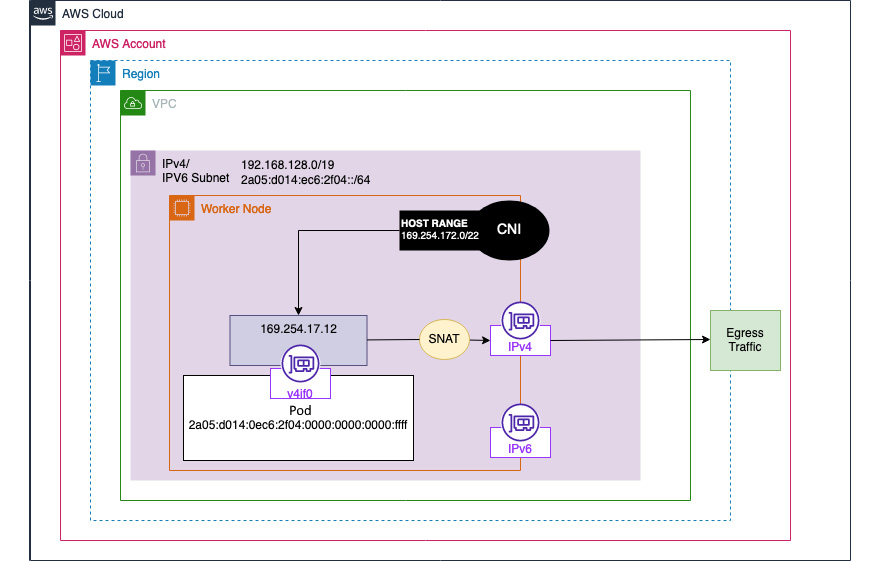 aws
AWS Cloud
AWS Account
Region
VPC
IPv4/
IPV6 Subnet
192.168.128.0/19
2a05:d014:ec6:2f04::/64
Worker Node
HOST RANGE
169.254.172.0/22
CNI
169.254.17.12
SNAT
IPv4
Egress
Traffic
v4if0
Pod
2a05:d014:0ec6:2f04:0000:0000:0000:ffff
IPv6